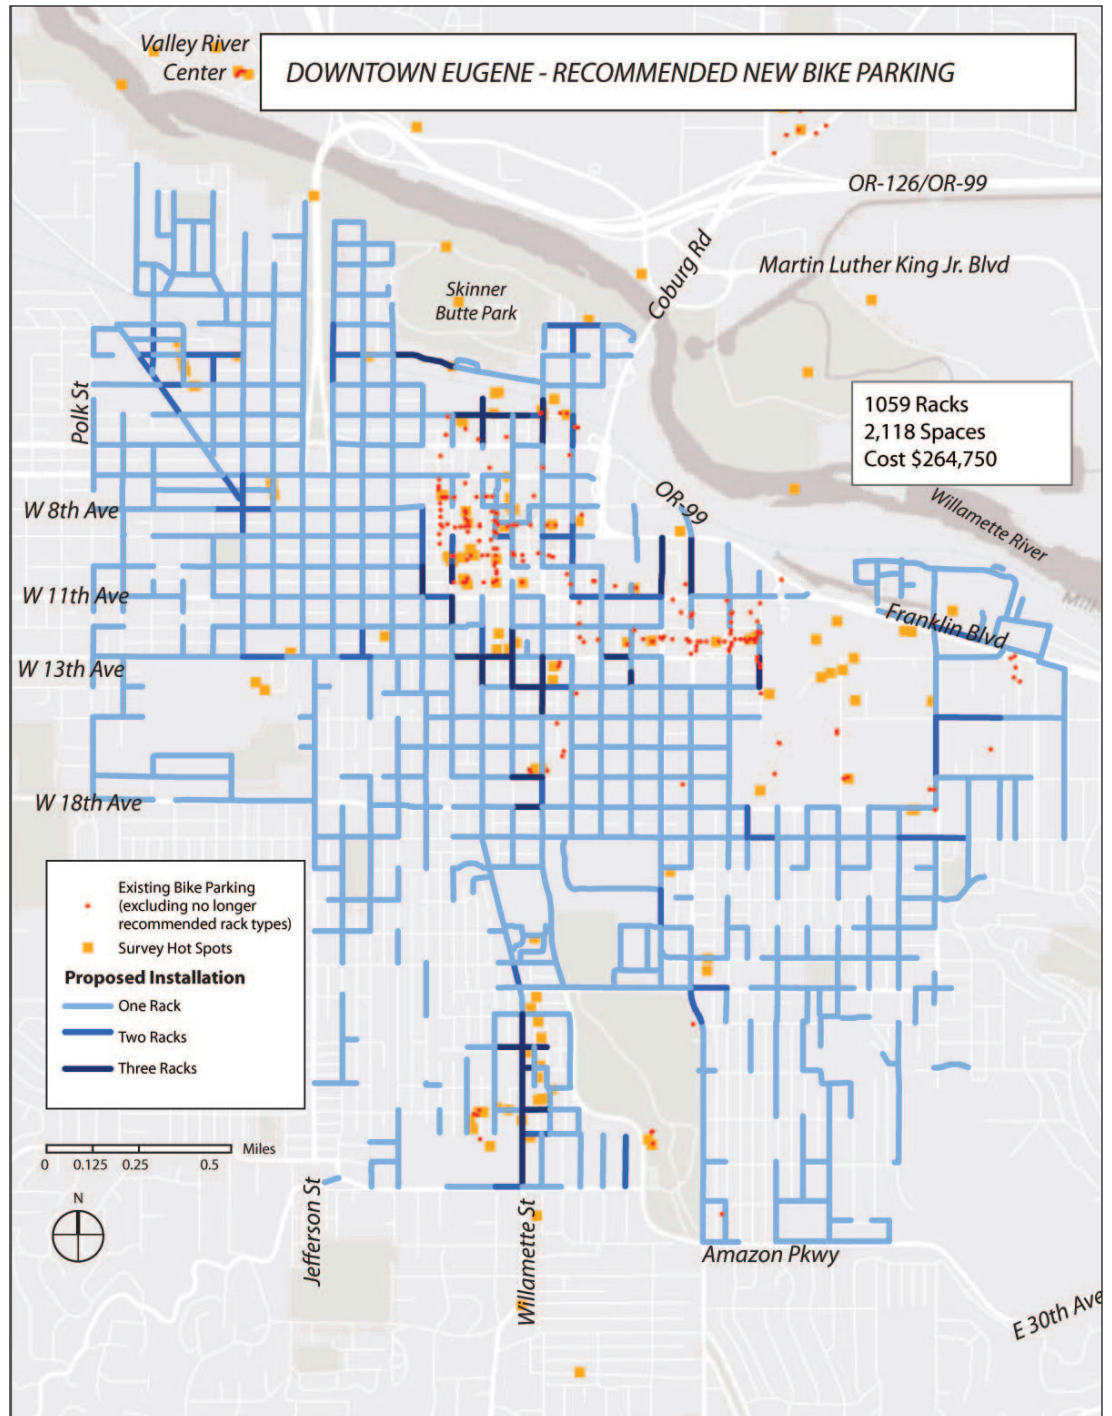 Valley River
Center
DOWNTOWN EUGENE - RECOMMENDED NEW BIKE PARKING
OR-126/OR-99
Coburg Rd
Martin Luther King Jr. Blvd
Skinner
Butte Park
Polk St
1059 Racks
2,118 Spaces
Cost $264,750
OR-99
Willamette River
W 8th Ave
W 11th Ave
Franklin Blvd
Mill
W 13th Ave
W 18th Ave
Existing Bike Parking
(excluding no longer
recommended rack types)
Survey Hot Spots
Proposed Installation
One Rack
Two Racks
Three Racks
Miles
0 0.125 0.25 0.5
N
Jefferson St
Willamette St
Amazon Pkwy
E 30th Ave